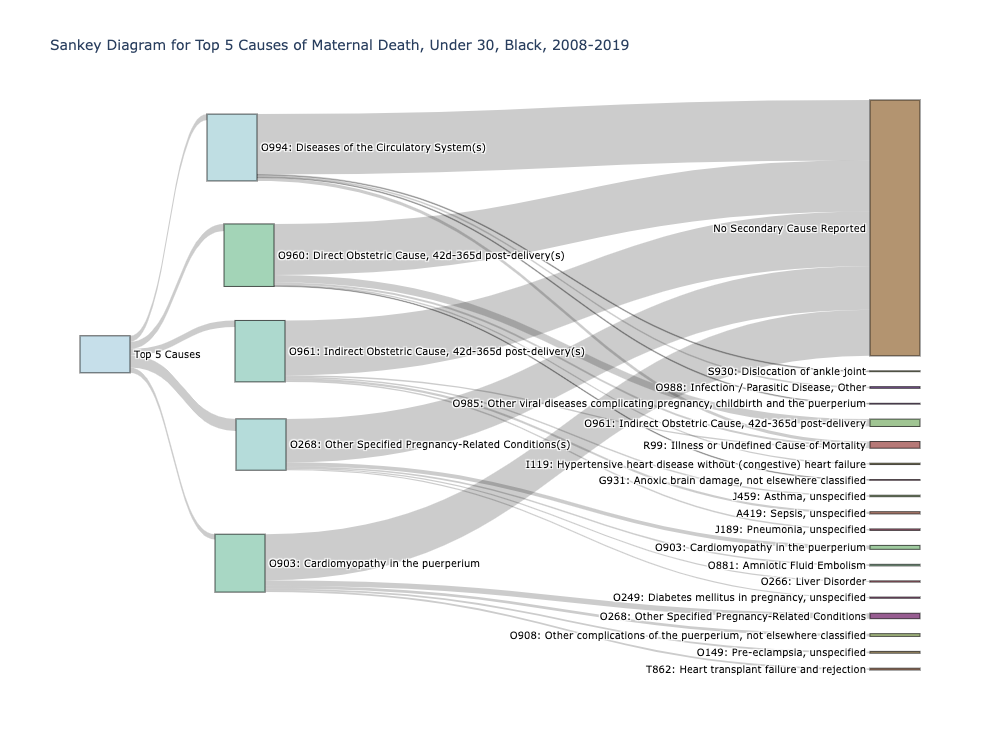 Sankey Diagram for Top 5 Causes of Maternal Death, Under 30, Black, 2008-2019
O994: Diseases of the Circulatory System(s)
No Secondary Cause Reported
O960: Direct Obstetric Cause, 42d-365d post-delivery(s)
O961: Indirect Obstetric Cause, 42d-365d post-delivery(s)
Top 5 Causes
S930: Dislocation of ankle joint
O988: Infection / Parasitic Disease, Other
O985: Other viral diseases complicating pregnancy, childbirth and the puerperium
O961: Indirect Obstetric Cause, 42d-365d post-delivery
O268: Other Specified Pregnancy-Related Conditions(s)
R99: Illness or Undefined Cause of Mortality
I119: Hypertensive heart disease without (congestive) heart failure
G931: Anoxic brain damage, not elsewhere classified
J459: Asthma, unspecified
A419: Sepsis, unspecified
J189: Pneumonia, unspecified
O903: Cardiomyopathy in the puerperium
O903: Cardiomyopathy in the puerperium
O881: Amniotic Fluid Embolism
O266: Liver Disorder
O249: Diabetes mellitus in pregnancy, unspecified
O268: Other Specified Pregnancy-Related Conditions
O908: Other complications of the puerperium, not elsewhere classified
O149: Pre-eclampsia, unspecified
T862: Heart transplant failure and rejection